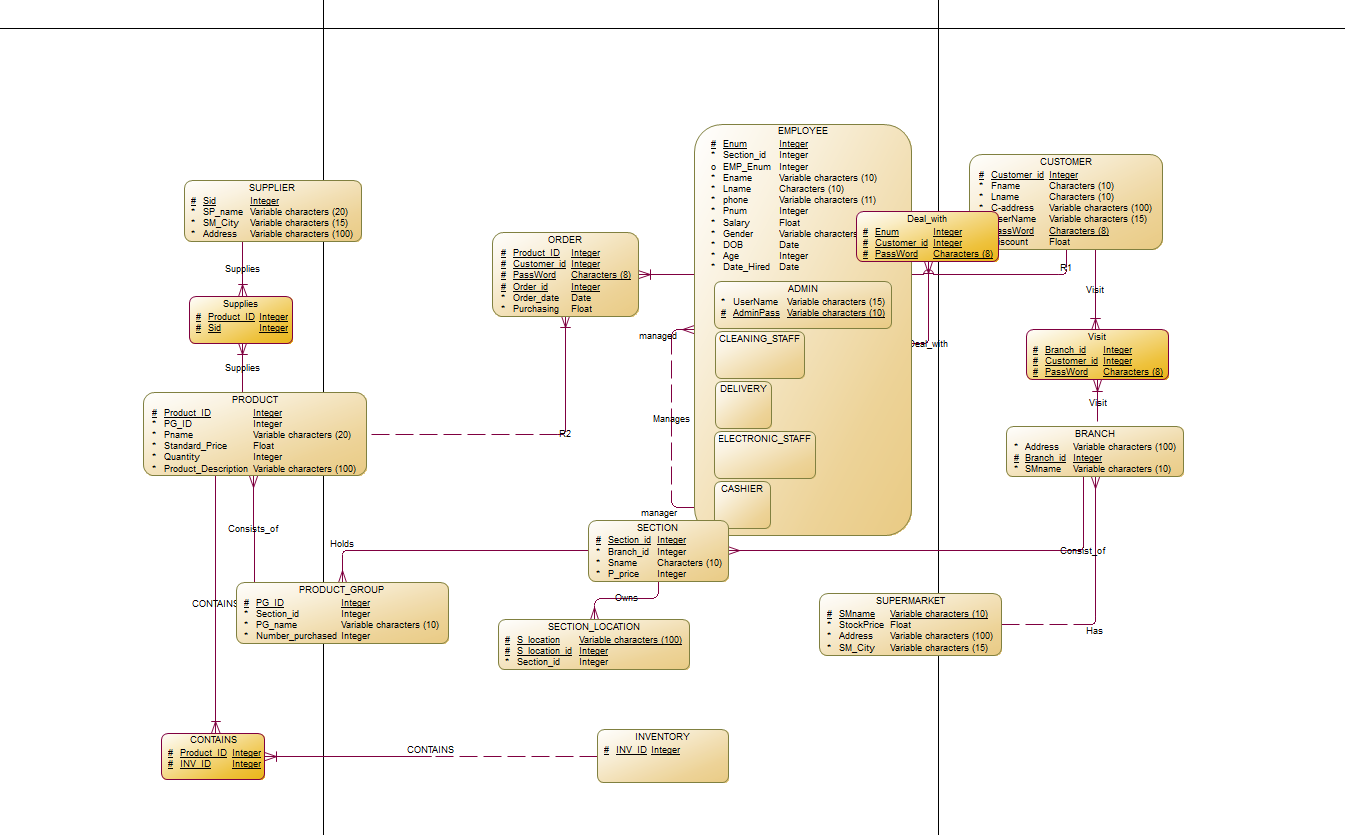 SUPPLIER
# Sid Integer
* SP_name Variable characters (20)
* SM_City Variable characters (15)
* Address Variable characters (100)
Supplies
Supplies
# Product_ID Integer
# Sid Integer
Supplies
PRODUCT
# Product_ID Integer
* PG_ID Integer
* Pname Variable characters (20)
* Standard_Price Float
* Quantity Integer
* Product_Description Variable characters (100)
ORDER
# Product_ID Integer
# Customer_id Integer
# PassWord Characters (8)
# Order_id Integer
* Order_date Date
* Purchasing Float
R2
EMPLOYEE
# Enum Integer
* Section_id Integer
o EMP_Enum Integer
* Ename Variable characters (10)
* Lname Characters (10)
* phone Variable characters (11)
* Pnum Integer
* Salary Float
* Gender Variable characters
* DOB Date
* Age Integer
* Date_Hired Date
ADMIN
* UserName Variable characters (15)
# AdminPass Variable characters (10)
CLEANING_STAFF
DELIVERY
ELECTRONIC_STAFF
CASHIER
managed
Manages
manager
Deal_with
# Enum Integer
# Customer_id Integer
# PassWord Characters (8)
Deal_with
CUSTOMER
# Customer_id Integer
* Fname Characters (10)
* Lname Characters (10)
* C-address Variable characters (100)
serName Variable characters (15)
assWord Characters (8)
iscount Float
R1
Visit
Visit
# Branch_id Integer
# Customer_id Integer
# PassWord Characters (8)
Visit
BRANCH
* Address Variable characters (100)
# Branch_id Integer
* SMname Variable characters (10)
Consist_of
Has
SUPERMARKET
# SMname Variable characters (10)
* StockPrice Float
* Address Variable characters (100)
* SM_City Variable characters (15)
SECTION
# Section_id Integer
* Branch_id Integer
* Sname Characters (10)
* P_price Integer
Holds
Owns
SECTION_LOCATION
# S_location Variable characters (100)
# S_location_id Integer
* Section_id Integer
Consists_of
PRODUCT_GROUP
# PG_ID Integer
* Section_id Integer
* PG_name Variable characters (10)
* Number_purchased Integer
CONTAINS
CONTAINS
# Product_ID Integer
# INV_ID Integer
CONTAINS
INVENTORY
# INV_ID Integer